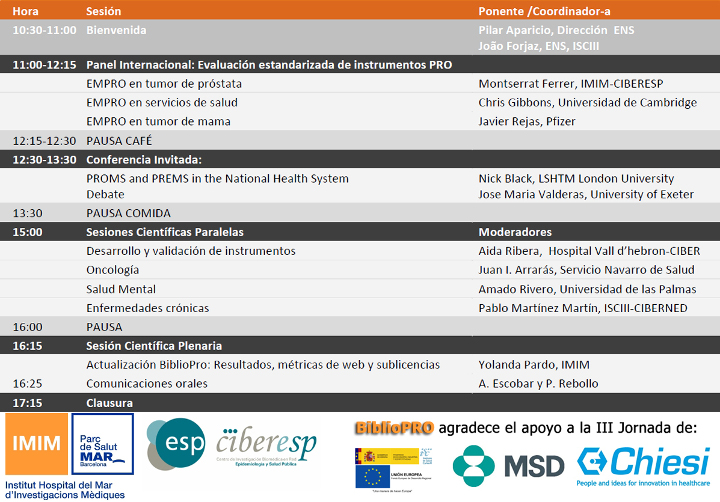 Hora Sesión Ponente /Coordinador-a
10:30-11:00 Bienvenida Pilar Aparicio, Dirección ENS
João Forjaz, ENS, ISCIII
11:00-12:15 Panel Internacional: Evaluación estandarizada de instrumentos PRO
EMPRO en tumor de próstata Montserrat Ferrer, IMIM-CIBERESP
EMPRO en servicios de salud Chris Gibbons, Universidad de Cambridge
EMPRO en tumor de mama Javier Rejas, Pfizer
12:15-12:30 PAUSA CAFÉ
12:30-13:30 Conferencia Invitada:
PROMS and PREMS in the National Health System Nick Black, LSHTM London University
Debate Jose Maria Valderas, University of Exeter
13:30 PAUSA COMIDA
15:00 Sesiones Científicas Paralelas Moderadores
Desarrollo y validación de instrumentos Aida Ribera, Hospital Vall d’hebron-CIBER
Oncología Juan I. Arrarás, Servicio Navarro de Salud
Salud Mental Amado Rivero, Universidad de las Palmas
Enfermedades crónicas Pablo Martínez Martín, ISCIII-CIBERNED
16:00 PAUSA
16:15 Sesión Científica Plenaria
Actualización BiblioPro: Resultados, métricas de web y sublicencias Yolanda Pardo, IMIM
16:25 Comunicaciones orales A. Escobar y P. Rebollo
17:15 Clausura
BiblioPRO agradece el apoyo a la III Jornada de:
IMIM
Parc
de Salut
MAR
Barcelona
Institut Hospital del Mar
d’Investigacions Mèdiques
esp
ciberesp
Epidemiología y Salud Pública
UNIÓN EUROPEA
MSD
Chiesi
People and ideas for innovation in healthcare